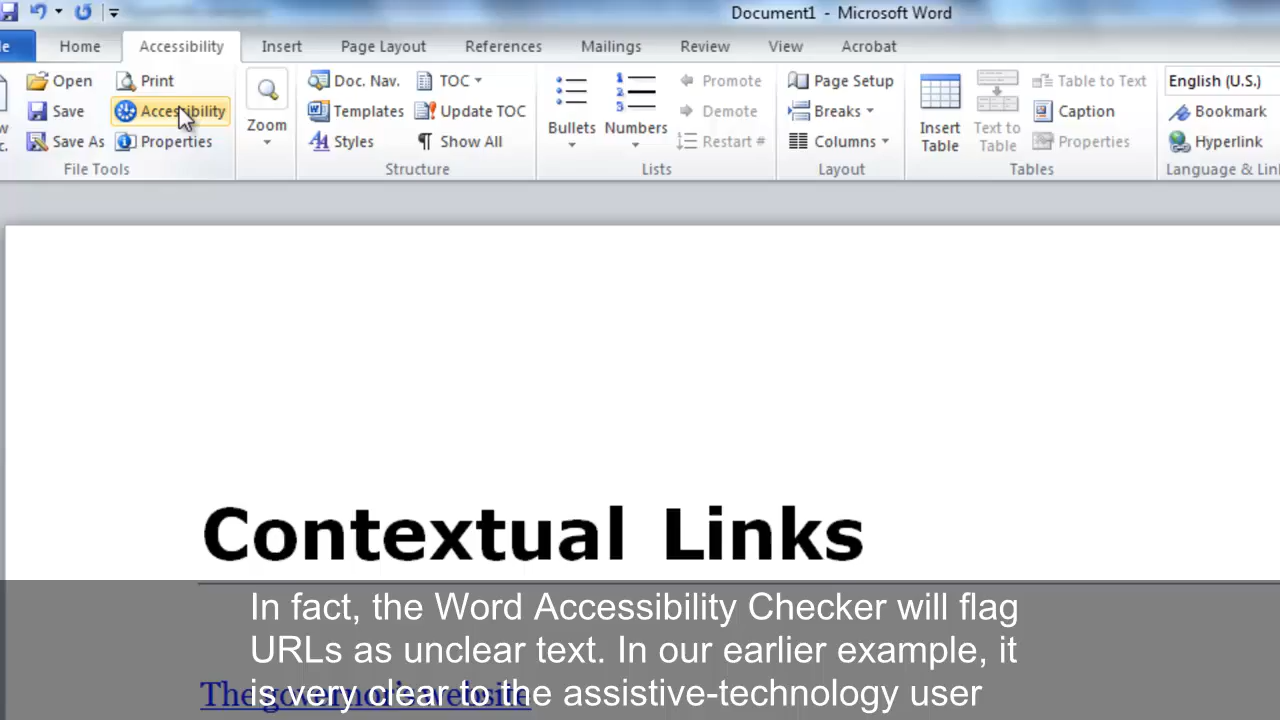 Document1 - Microsoft Word
Home Accessibility Insert Page Layout References Mailings Review View Acrobat
Open Print Doc. Nav. TOC Promote Page Setup Table to Text English (U.S.)
Save Accessibility Zoom Templates Update TOC Bullets Numbers Demote Breaks Insert Table Text to Table Caption Bookmark
Save As Properties Styles Show All Restart # Columns Properties Hyperlink
File Tools Structure Lists Layout Tables Language &
Contextual Links
In fact, the Word Accessibility Checker will flag
URLs as unclear text. In our earlier example, it
is very clear to the assistive-technology user
The governor's website